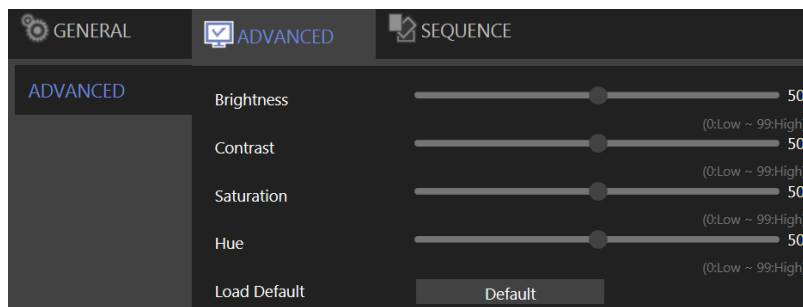 GENERAL
ADVANCED
SEQUENCE
ADVANCED
Brightness
50
(0:Low ~ 99:High)
Contrast
50
(0:Low ~ 99:High)
Saturation
50
(0:Low ~ 99:High)
Hue
50
(0:Low ~ 99:High)
Load Default
Default